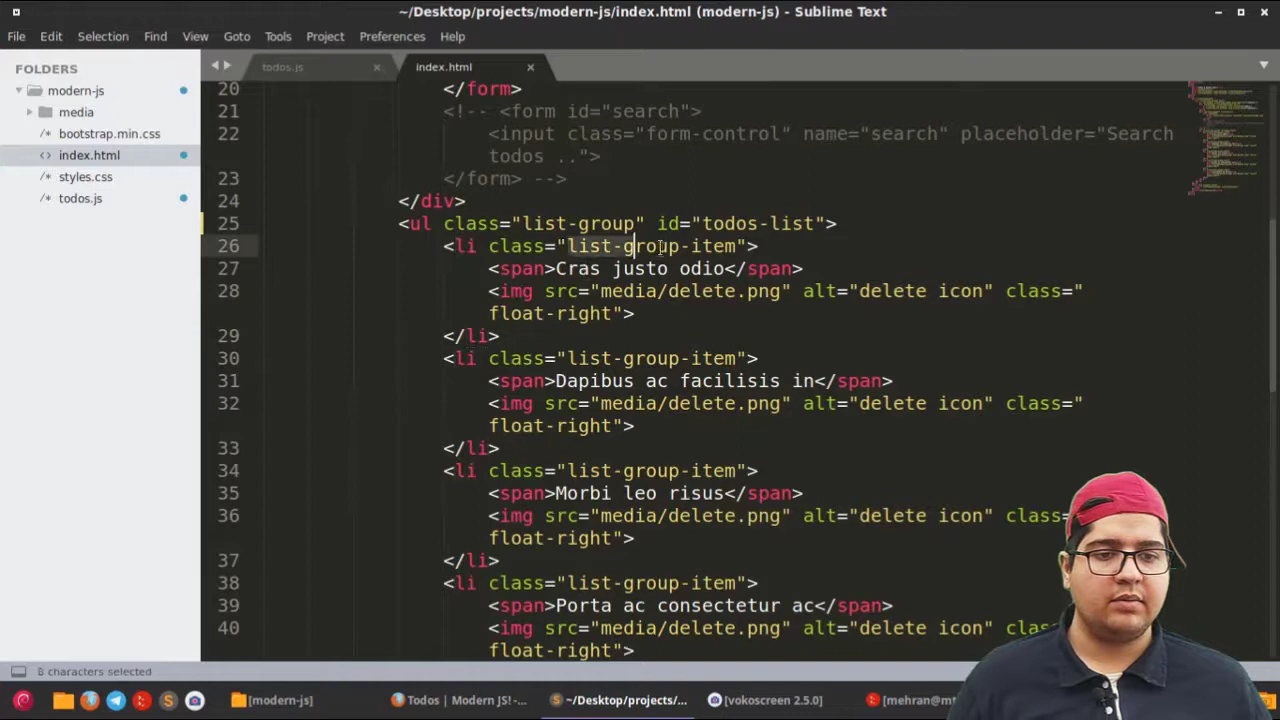 ~/Desktop/projects/modern-js/index.html (modern-js) - Sublime Text
File Edit Selection Find View Goto Tools Project Preferences Help
FOLDERS
modern-js
media
bootstrap.min.css
index.html
styles.css
todos.js
todos.js
index.html
20 </form>
21 <!-- <form id="search">
22 <input class="form-control" name="search" placeholder="Search
todos ..">
23 </form> -->
24 </div>
25 <ul class="list-group" id="todos-list">
26 <li class="list-group-item">
27 <span>Cras justo odio</span>
28 <img src="media/delete.png" alt="delete icon" class="
float-right">
29 </li>
30 <li class="list-group-item">
31 <span>Dapibus ac facilisis in</span>
32 <img src="media/delete.png" alt="delete icon" class="
float-right">
33 </li>
34 <li class="list-group-item">
35 <span>Morbi leo risus</span>
36 <img src="media/delete.png" alt="delete icon" class=
float-right">
37 </li>
38 <li class="list-group-item">
39 <span>Porta ac consectetur ac</span>
40 <img src="media/delete.png" alt="delete icon"
float-right">
8 characters selected
[modern-js]
Todos | Modern JS! -...
~/Desktop/projects/...
[vokoscreen 2.5.0]